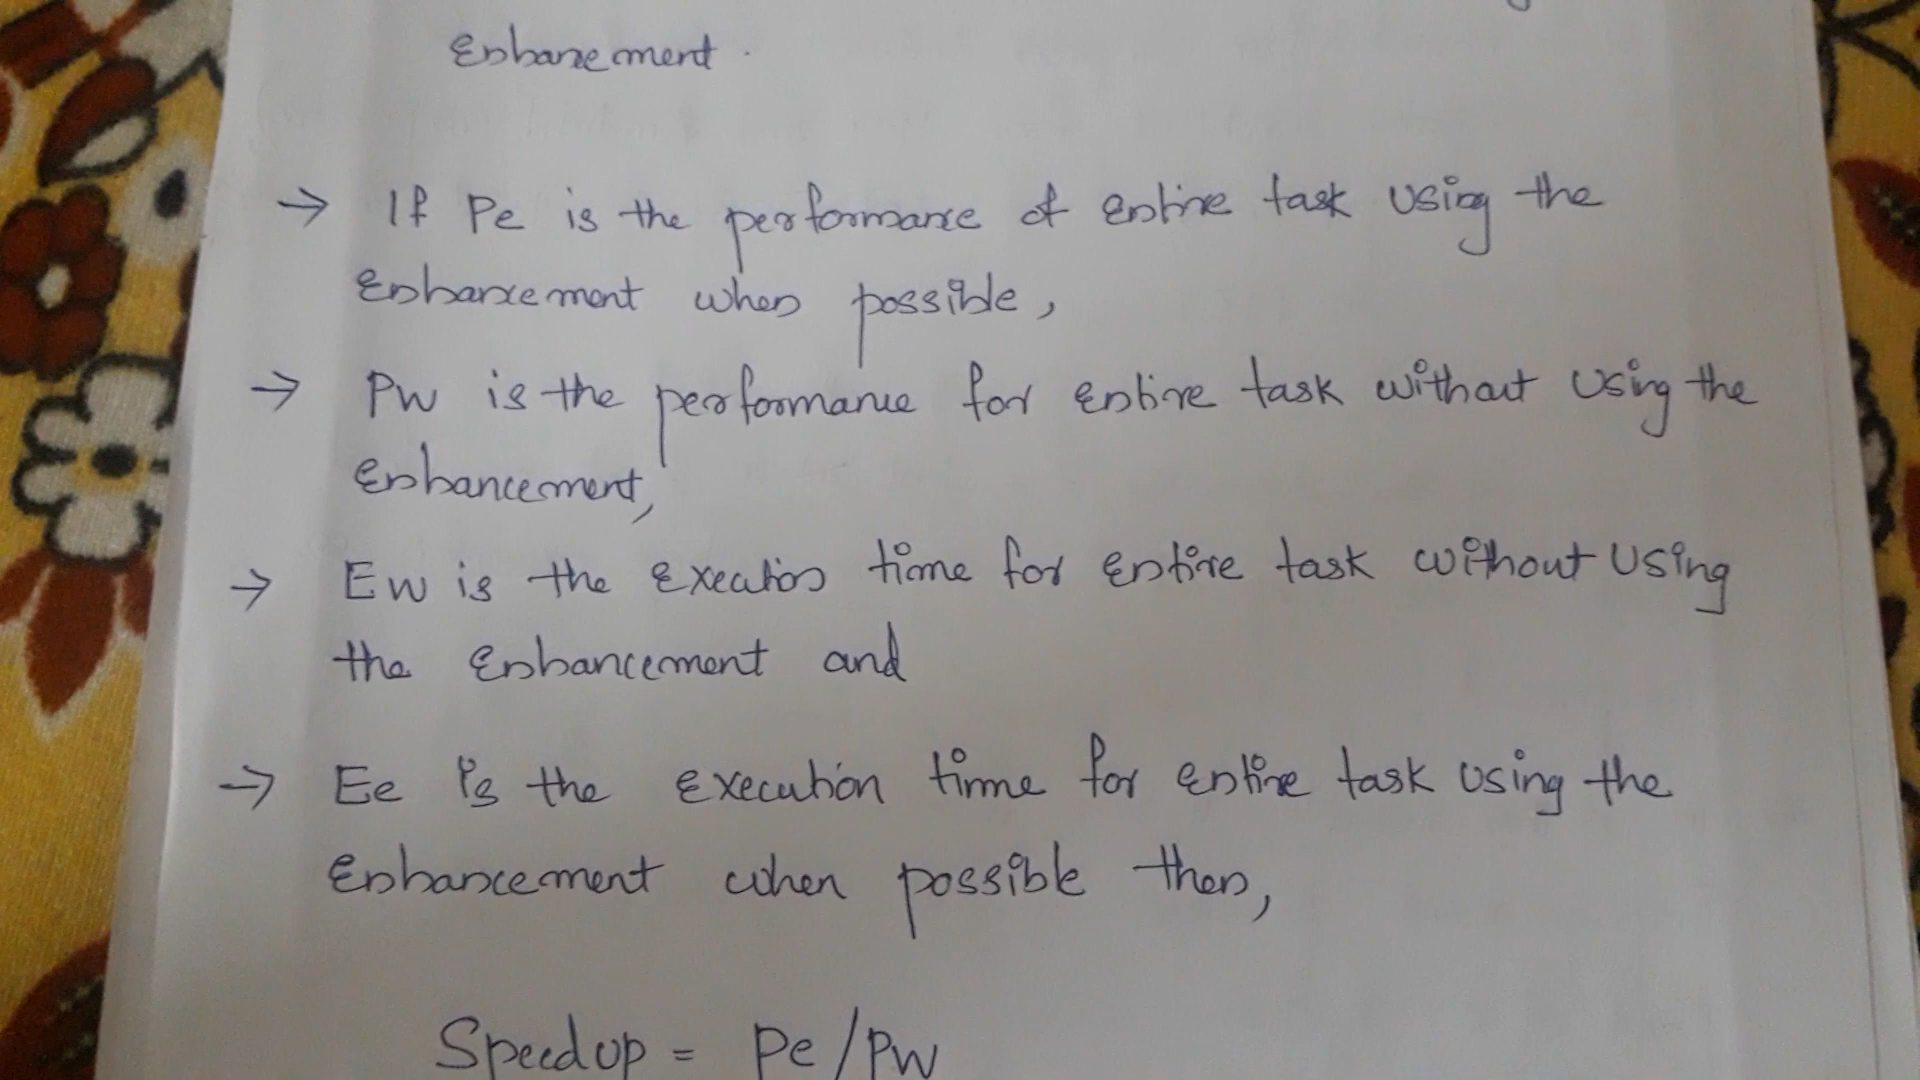 Enhancement.
→ If Pe is the performance of entire task using the
Enhancement when possible,
→ Pw is the performance for entire task without using the
Enhancement,
→ Ew is the Execution time for Entire task without using
the Enhancement and
→ Ee is the execution time for entire task using the
Enhancement when possible then,
Speedup = Pe/Pw